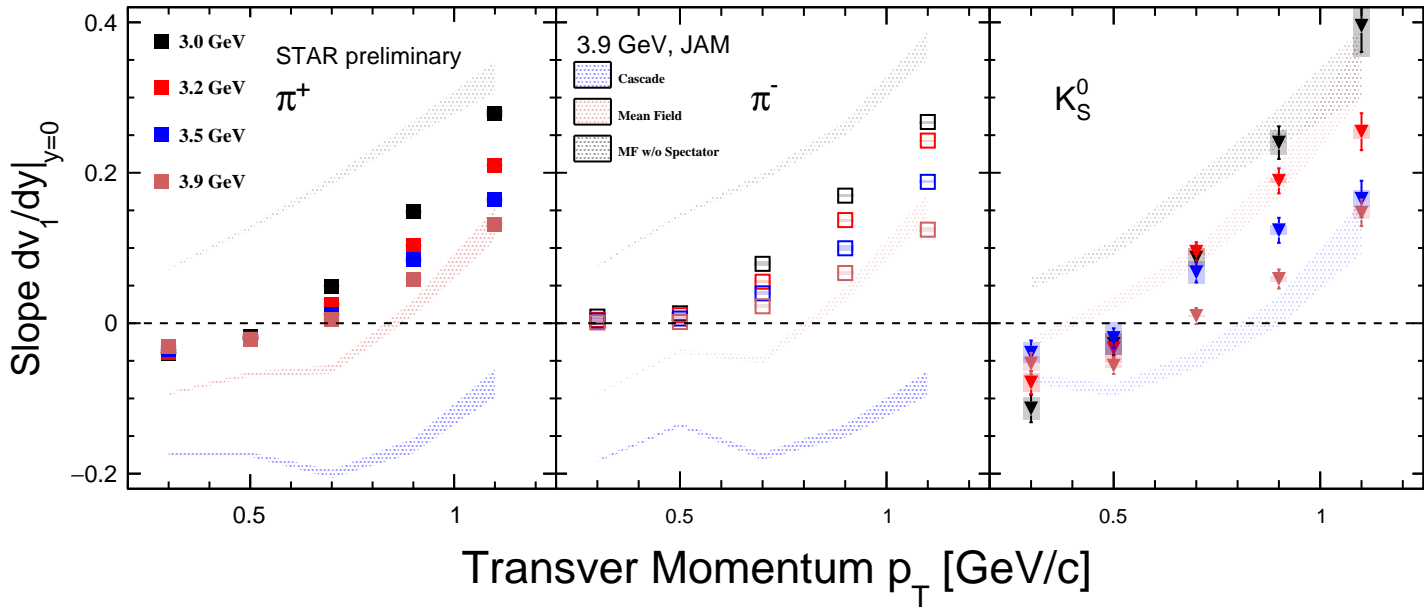 Slope dv₁/dy|y=0
0.4
0.2
0
−0.2
3.0 GeV
3.2 GeV
3.5 GeV
3.9 GeV
STAR preliminary
π⁺
3.9 GeV, JAM
Cascade
Mean Field
MF w/o Spectator
π⁻
K⁰S
0.5 1 0.5 1 0.5 1
Transver Momentum pT [GeV/c]